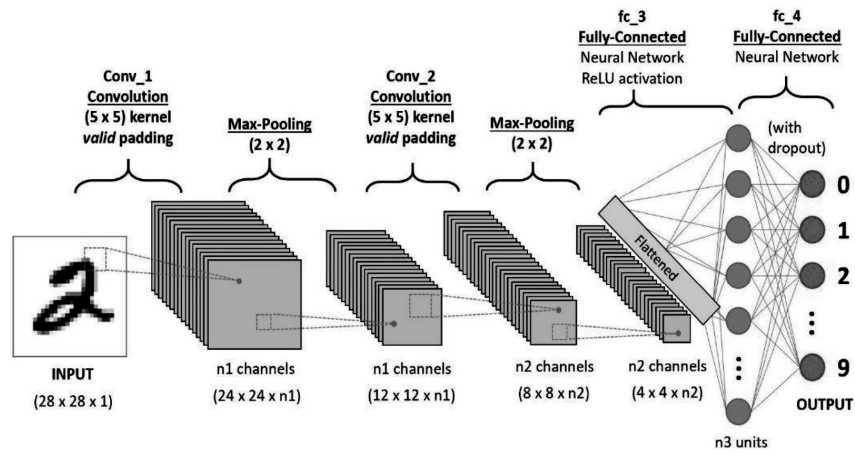 Conv_1
Convolution
(5 x 5) kernel
valid padding
Max-Pooling
(2 x 2)
Conv_2
Convolution
(5 x 5) kernel
valid padding
Max-Pooling
(2 x 2)
fc_3
Fully-Connected
Neural Network
ReLU activation
fc_4
Fully-Connected
Neural Network
(with
dropout)
Flattened
0
1
2
9
OUTPUT
2
INPUT
(28 x 28 x 1)
n1 channels
(24 x 24 x n1)
n1 channels
(12 x 12 x n1)
n2 channels
(8 x 8 x n2)
n2 channels
(4 x 4 x n2)
n3 units